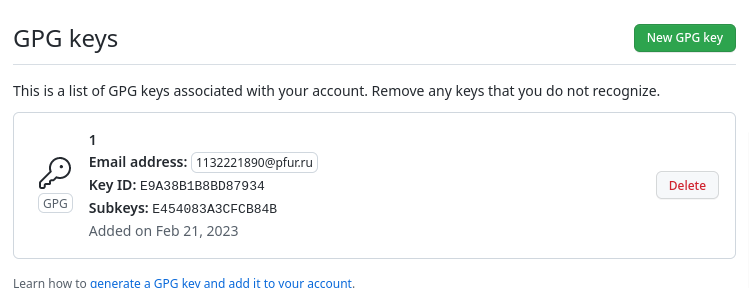 GPG keys
New GPG key
This is a list of GPG keys associated with your account. Remove any keys that you do not recognize.
1
Email address: 1132221890@pfur.ru
Key ID: E9A38B1B8BD87934
Subkeys: E454083A3CFCB84B
Added on Feb 21, 2023
GPG
Delete
Learn how to generate a GPG key and add it to your account.